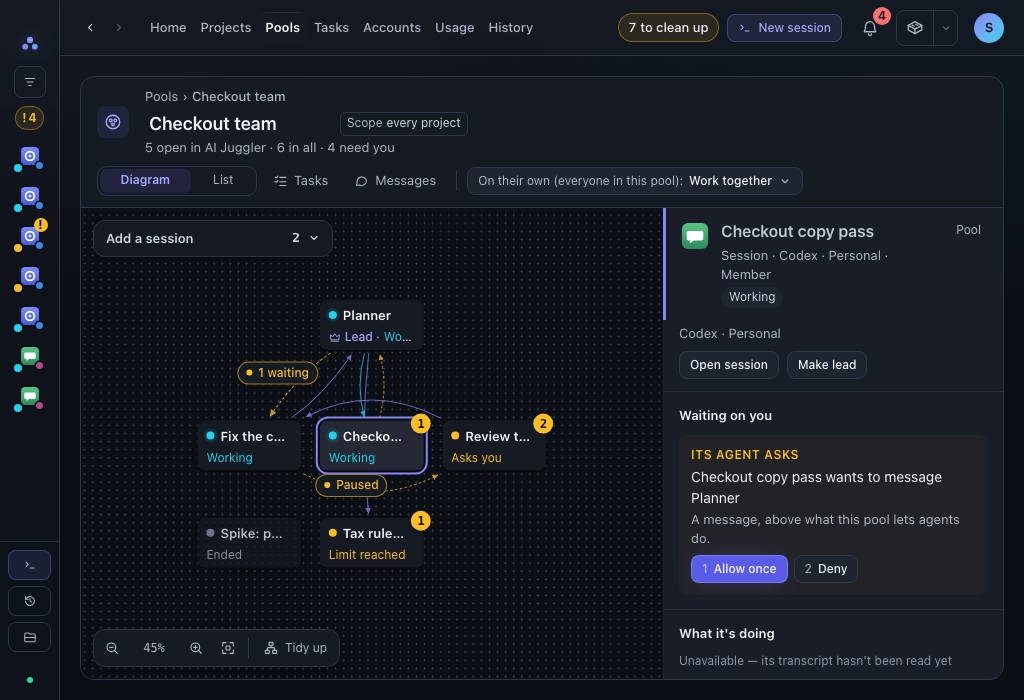 Home Projects Pools Tasks Accounts Usage History
7 to clean up
New session
4
S
! 4
!
Pools › Checkout team
Checkout team
Scope every project
5 open in AI Juggler · 6 in all · 4 need you
Diagram
List
Tasks
Messages
On their own (everyone in this pool): Work together
Add a session 2
Planner
Lead · Wo...
1 waiting
Fix the c...
Working
Checko...
Working
1
Review t...
Asks you
2
Paused
Spike: p...
Ended
Tax rule...
Limit reached
1
45%
Tidy up
Checkout copy pass
Pool
Session · Codex · Personal ·
Member
Working
Codex · Personal
Open session
Make lead
Waiting on you
ITS AGENT ASKS
Checkout copy pass wants to message
Planner
A message, above what this pool lets agents
do.
1 Allow once
2 Deny
What it's doing
Unavailable — its transcript hasn't been read yet